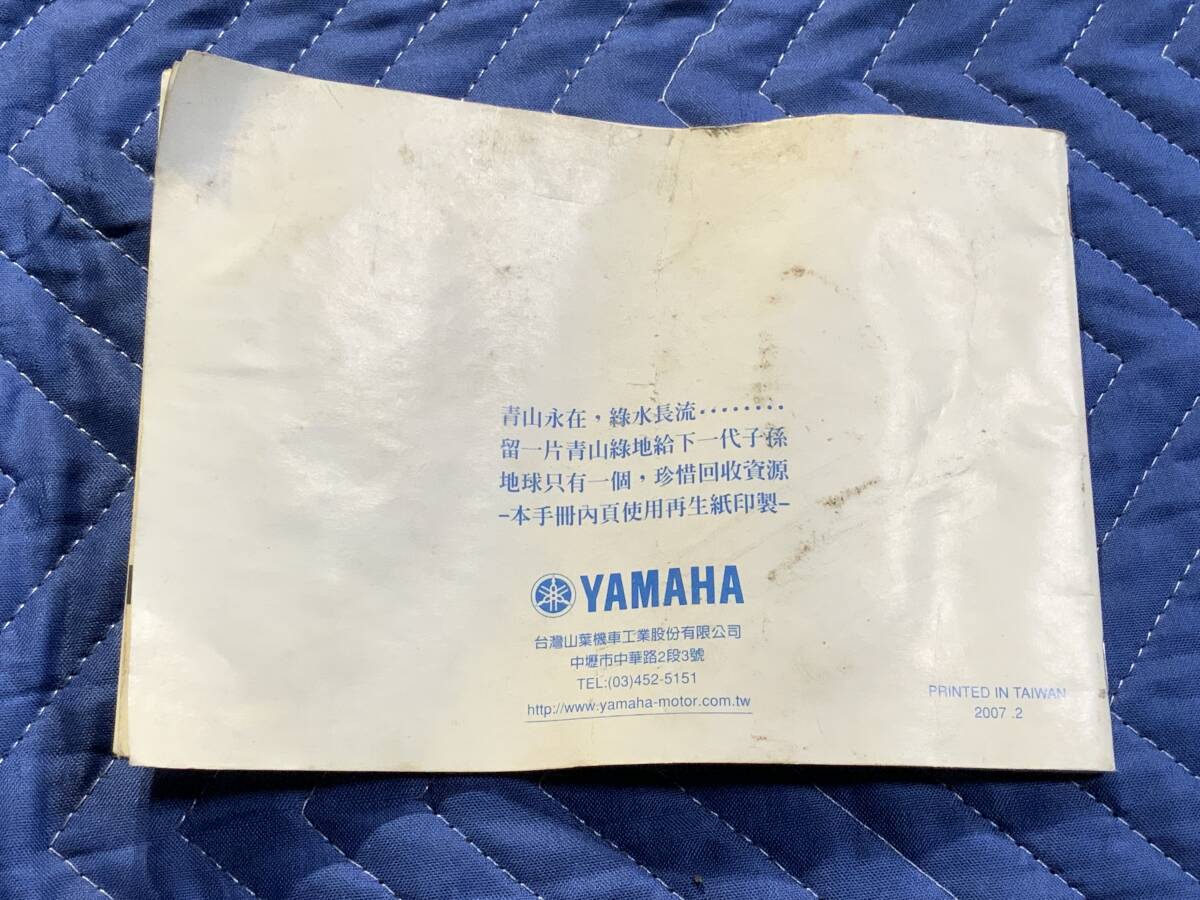 青山永在，綠水長流‧‧‧‧‧‧‧‧
留一片青山綠地給下一代子孫
地球只有一個，珍惜回收資源
–本手冊內頁使用再生紙印製–
YAMAHA
台灣山葉機車工業股份有限公司
中壢市中華路2段3號
TEL:(03)452-5151
http://www.yamaha-motor.com.tw
PRINTED IN TAIWAN
2007 .2